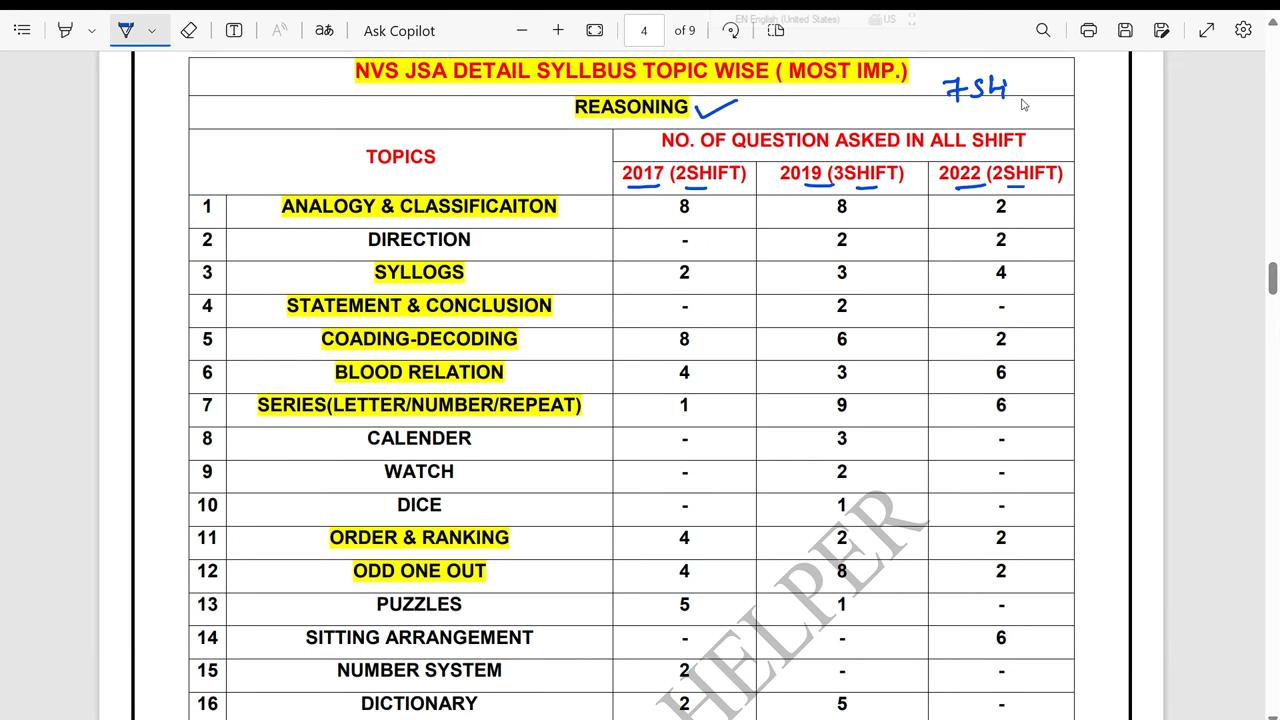 EN English (United States) US
Ask Copilot 4 of 9
NVS JSA DETAIL SYLLBUS TOPIC WISE ( MOST IMP.)
7SH
REASONING
TOPICS
NO. OF QUESTION ASKED IN ALL SHIFT
2017 (2SHIFT) 2019 (3SHIFT) 2022 (2SHIFT)
1 ANALOGY & CLASSIFICAITON 8 8 2
2 DIRECTION - 2 2
3 SYLLOGS 2 3 4
4 STATEMENT & CONCLUSION - 2 -
5 COADING-DECODING 8 6 2
6 BLOOD RELATION 4 3 6
7 SERIES(LETTER/NUMBER/REPEAT) 1 9 6
8 CALENDER - 3 -
9 WATCH - 2 -
10 DICE - 1 -
11 ORDER & RANKING 4 2 2
12 ODD ONE OUT 4 8 2
13 PUZZLES 5 1 -
14 SITTING ARRANGEMENT - - 6
15 NUMBER SYSTEM 2 - -
16 DICTIONARY 2 5 -
HELPER